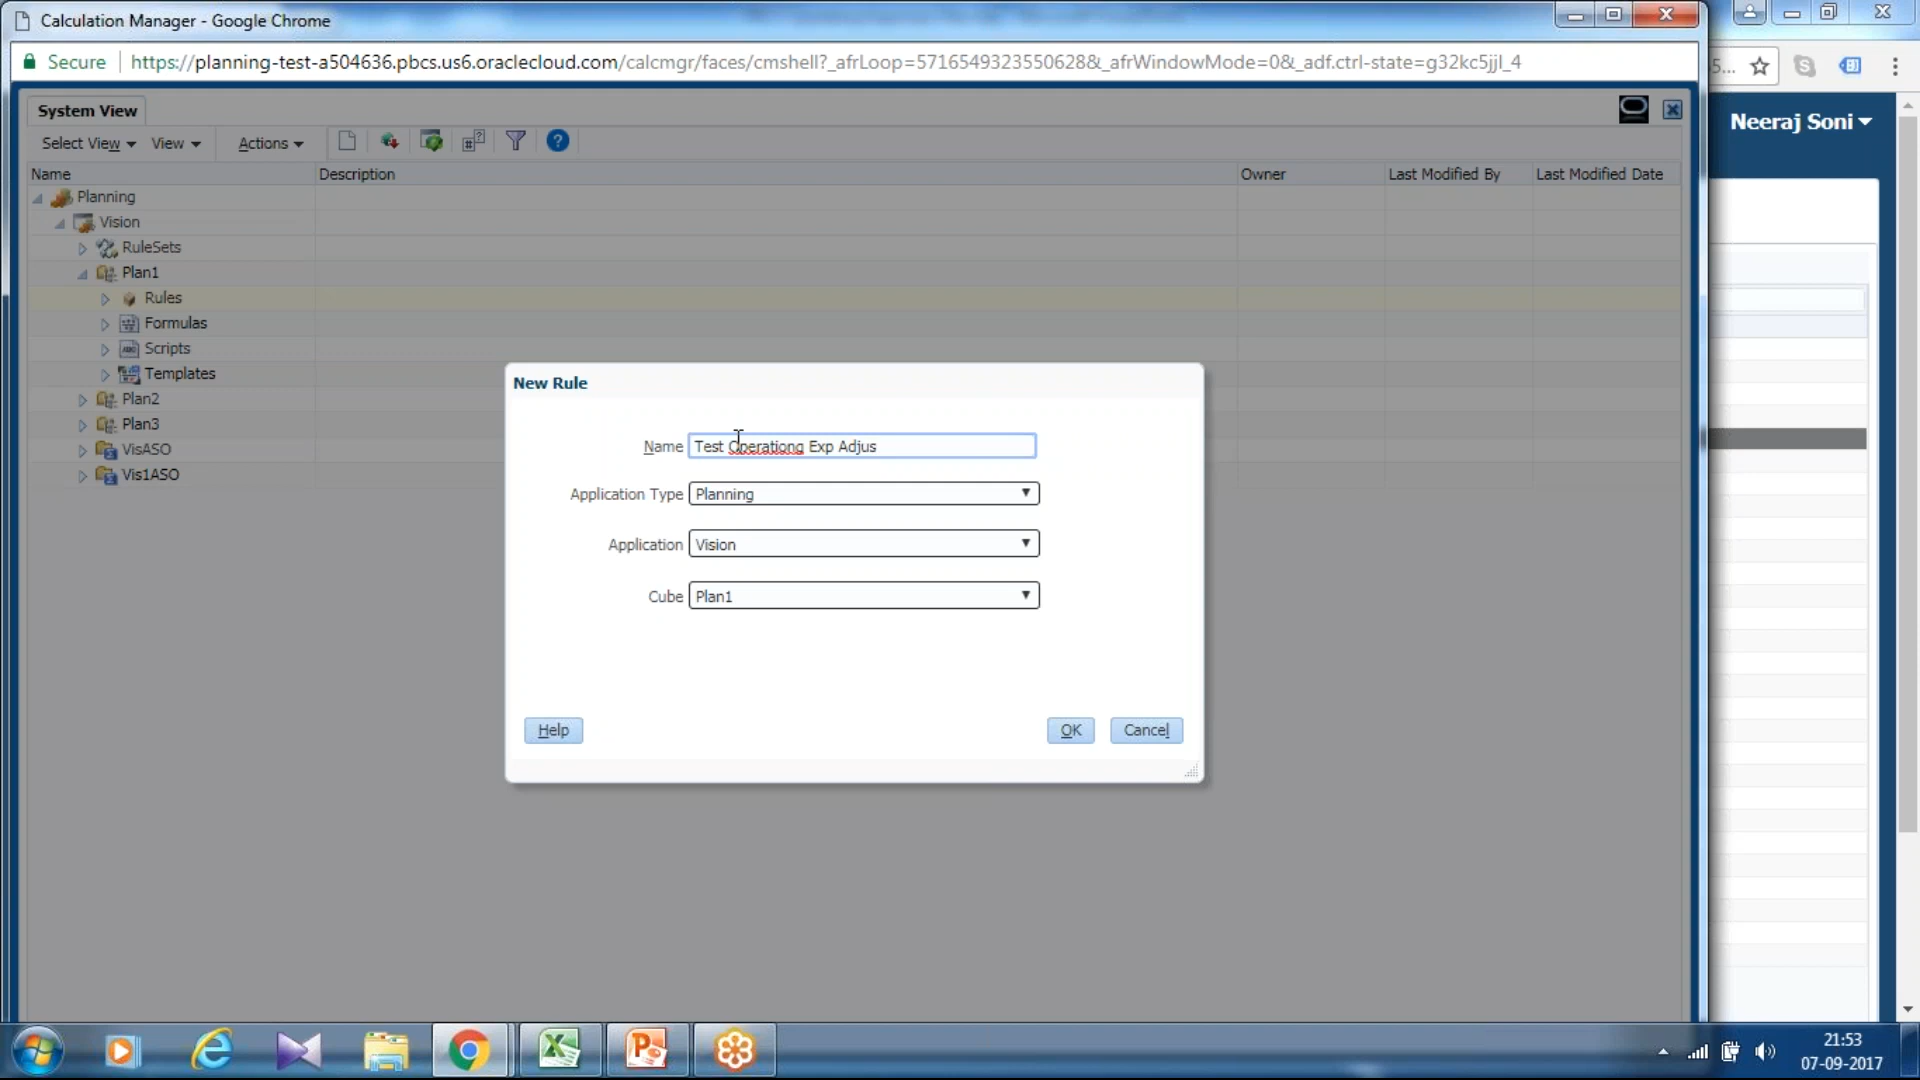 Calculation Manager - Google Chrome
Secure https://planning-test-a504636.pbcs.us6.oraclecloud.com/calcmgr/faces/cmshell?_afrLoop=571654932355062​8&_afrWindowMode=0&_adf.ctrl-state=g32kc5jjl_4
5...
Neeraj Soni
System View
Select View View Actions
Name Description Owner Last Modified By Last Modified Date
Planning
Vision
RuleSets
Plan1
Rules
Formulas
Scripts
Templates
Plan2
Plan3
VisASO
Vis1ASO
New Rule
Name Test Operationg Exp Adjus
Application Type Planning
Application Vision
Cube Plan1
Help OK Cancel
21:53
07-09-2017